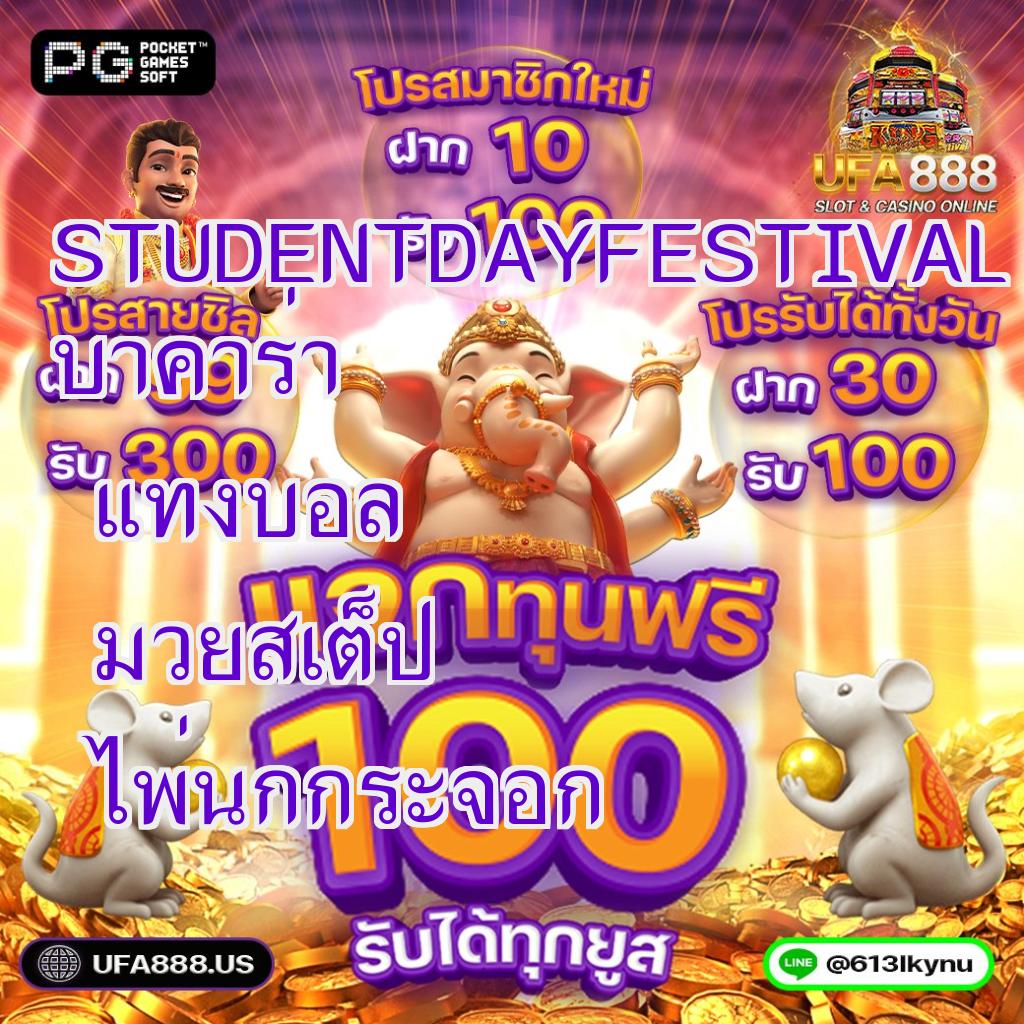 PG POCKET GAMES SOFT™
โปรสมาชิกใหม่
ฝาก 10
100
UFA888
SLOT & CASINO ONLINE
STUDENTDAYFESTIVAL
โปรสายชิล
บาคาร่า
รับ 300
โปรรับได้ทั้งวัน
ฝาก 30
รับ 100
แทงบอล
แจกทุนฟรี
มวยสเต็ป
100
ไพ่นกกระจอก
รับได้ทุกยูส
UFA888.US
LINE @613lkynu